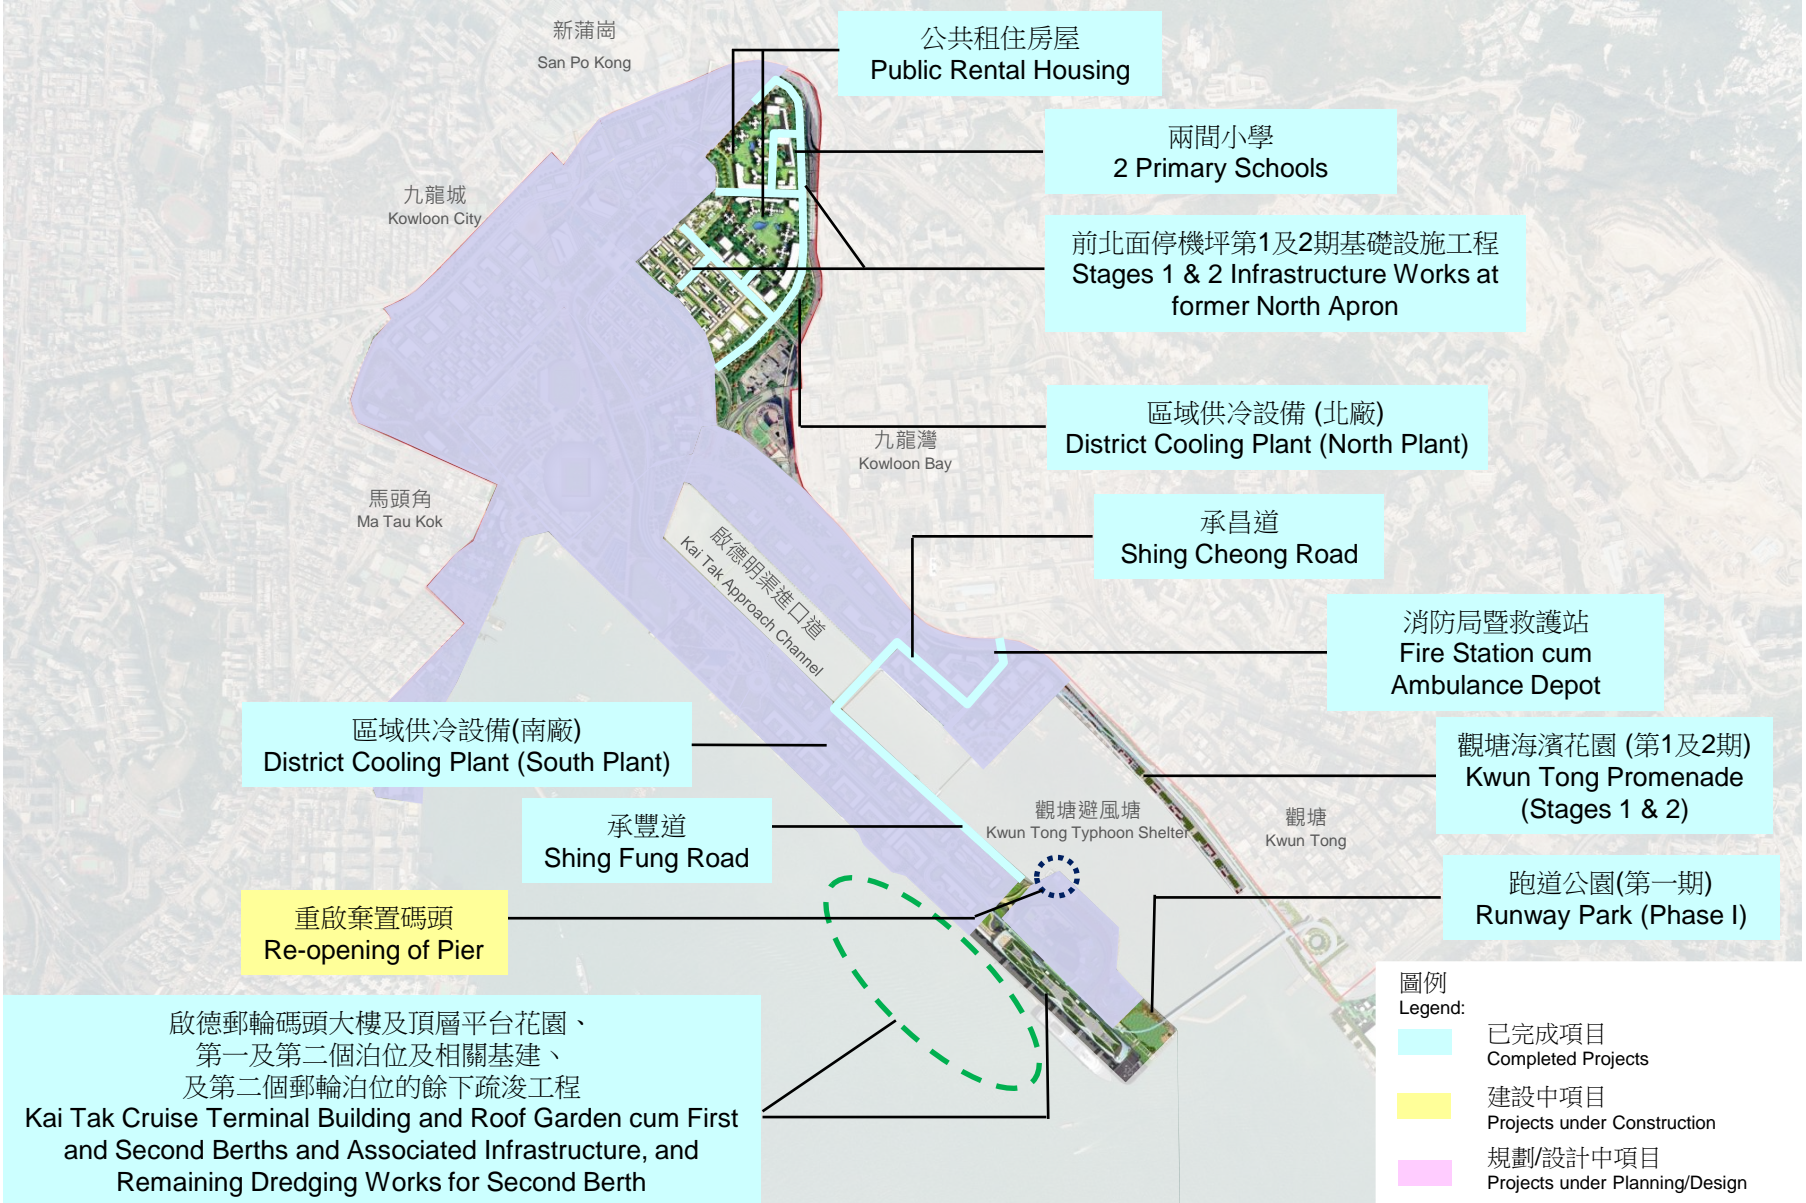 新蒲崗
San Po Kong
公共租住房屋
Public Rental Housing
兩間小學
2 Primary Schools
九龍城
Kowloon City
前北面停機坪第1及2期基礎設施工程
Stages 1 & 2 Infrastructure Works at
former North Apron
區域供冷設備 (北廠)
District Cooling Plant (North Plant)
九龍灣
Kowloon Bay
馬頭角
Ma Tau Kok
啟德明渠進口道
Kai Tak Approach Channel
承昌道
Shing Cheong Road
消防局暨救護站
Fire Station cum
Ambulance Depot
區域供冷設備(南廠)
District Cooling Plant (South Plant)
觀塘海濱花園 (第1及2期)
Kwun Tong Promenade
(Stages 1 & 2)
觀塘避風塘
Kwun Tong Typhoon Shelter
觀塘
Kwun Tong
承豐道
Shing Fung Road
跑道公園(第一期)
Runway Park (Phase I)
重啟棄置碼頭
Re-opening of Pier
啟德郵輪碼頭大樓及頂層平台花園、
第一及第二個泊位及相關基建、
及第二個郵輪泊位的餘下疏浚工程
Kai Tak Cruise Terminal Building and Roof Garden cum First
and Second Berths and Associated Infrastructure, and
Remaining Dredging Works for Second Berth
圖例
Legend:
已完成項目
Completed Projects
建設中項目
Projects under Construction
規劃/設計中項目
Projects under Planning/Design